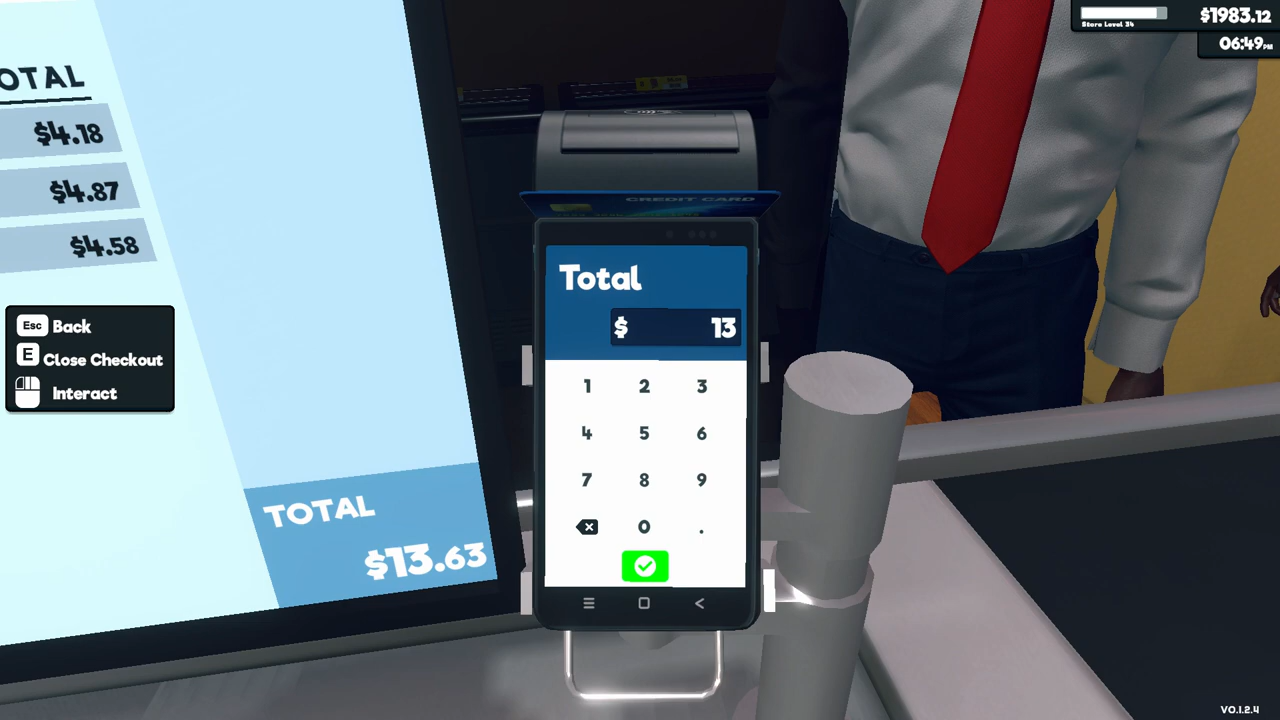 OTAL
$4.18
$4.87
$4.58
Esc Back
E Close Checkout
Interact
TOTAL
$13.63
CREDIT CARD
Total
$ 13
1 2 3
4 5 6
7 8 9
0 .
$1983.12
Store Level 34
06:49PM
V0.1.2.4